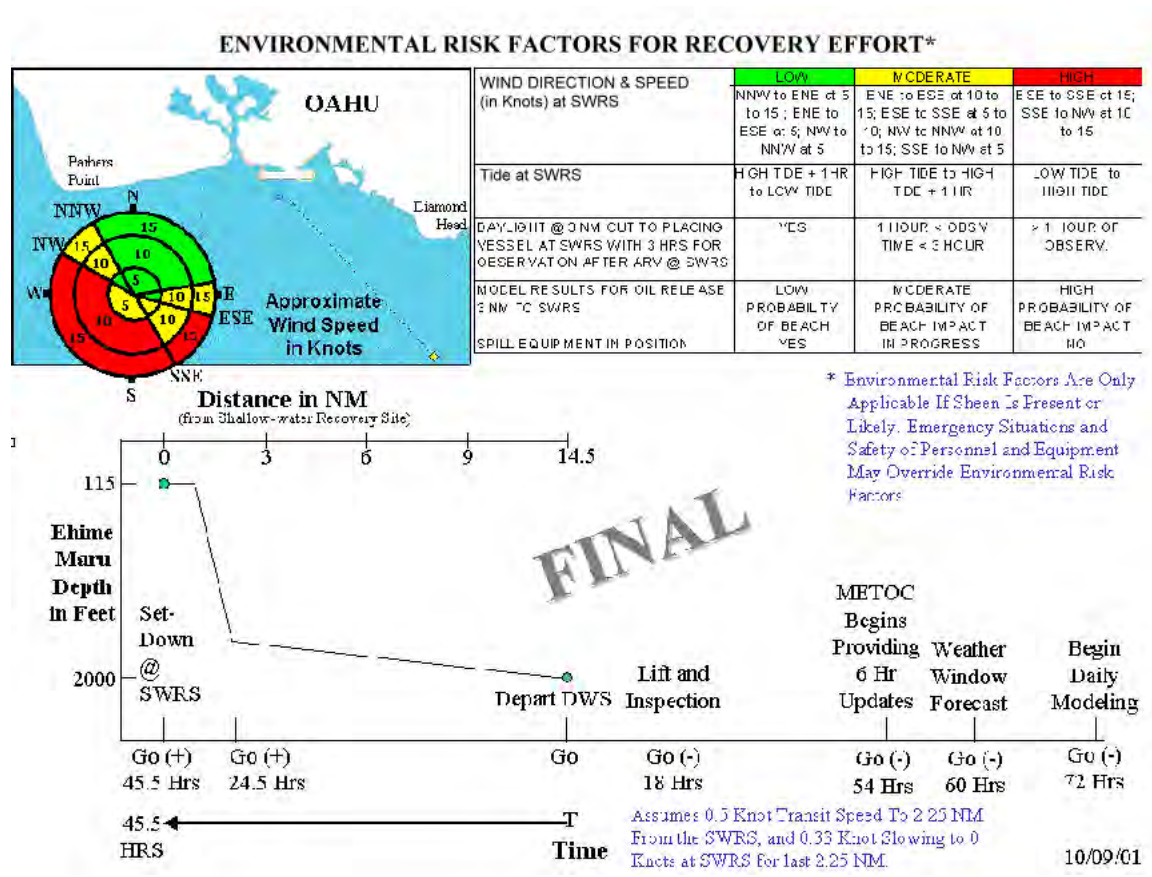 ENVIRONMENTAL RISK FACTORS FOR RECOVERY EFFORT*
OAHU
Point
Head
N
NNW
NW
W
E
ESE
SSE
S
15
10
5
15
10
5
10
15
10
15
10
15
Approximate
Wind Speed
in Knots
WIND DIRECTION & SPEED
(in Knots) at SWRS
LOW
MODERATE
HIGH
NNW to ENE at 5
to 15 ; ENE to
ESE at 5; NW to
NNW at 5
ENE to ESE at 10 to
15; ESE to SSE at 5 to
10; NW to NNW at 10
to 15; SSE to NW at 5
ESE to SSE at 15;
SSE to NW at 10
to 15
Tide at SWRS
HIGH TIDE + 1 HR
to LOW TIDE
HIGH TIDE to HIGH
TIDE + 1 HR
LOW TIDE to
HIGH TIDE
DAYLIGHT @ 3 NM OUT TO PLACING
VESSEL AT SWRS WITH 3 HRS FOR
OBSERVATION AFTER ARV @ SWRS
YES
1 HOUR < OBSV
TIME < 3 HOUR
1 HOUR OF
OBSERV.
MODEL RESULTS FOR OIL RELEASE
3 NM TO SWRS
LOW
PROBABILITY
OF BEACH
MODERATE
PROBABILITY OF
BEACH IMPACT
HIGH
PROBABILITY OF
BEACH IMPACT
SPILL EQUIPMENT IN POSITION
YES
IN PROGRESS
NO
* Environmental Risk Factors Are Only
Applicable If Sheen Is Present or
Likely. Emergency Situations and
Safety of Personnel and Equipment
May Override Environmental Risk
Factors
Distance in NM
(from Shallow-water Recovery Site)
0 3 6 9 14.5
115
Ehime
Maru
Depth
in Feet
2000
Set-
Down
@
SWRS
FINAL
Depart DWS
Lift and
Inspection
METOC
Begins
Providing
6 Hr
Updates
Weather
Window
Forecast
Begin
Daily
Modeling
Go (+)
45.5 Hrs
Go (+)
24.5 Hrs
Go
Go (-)
18 Hrs
Go (-)
54 Hrs
Go (-)
60 Hrs
Go (-)
72 Hrs
45.5
HRS
T
Time
Assumes 0.5 Knot Transit Speed To 2.25 NM
From the SWRS, and 0.33 Knot Slowing to 0
Knots at SWRS for last 2.25 NM.
10/09/01